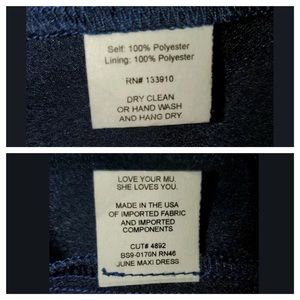 Self: 100% Polyester
Lining: 100% Polyester
RN# 133910
DRY CLEAN
OR HAND WASH
AND HANG DRY.
LOVE YOUR MU.
SHE LOVES YOU.
MADE IN THE USA
OF IMPORTED FABRIC
AND IMPORTED
COMPONENTS
CUT# 4892
BS9-0170N RN46
JUNE MAXI DRESS